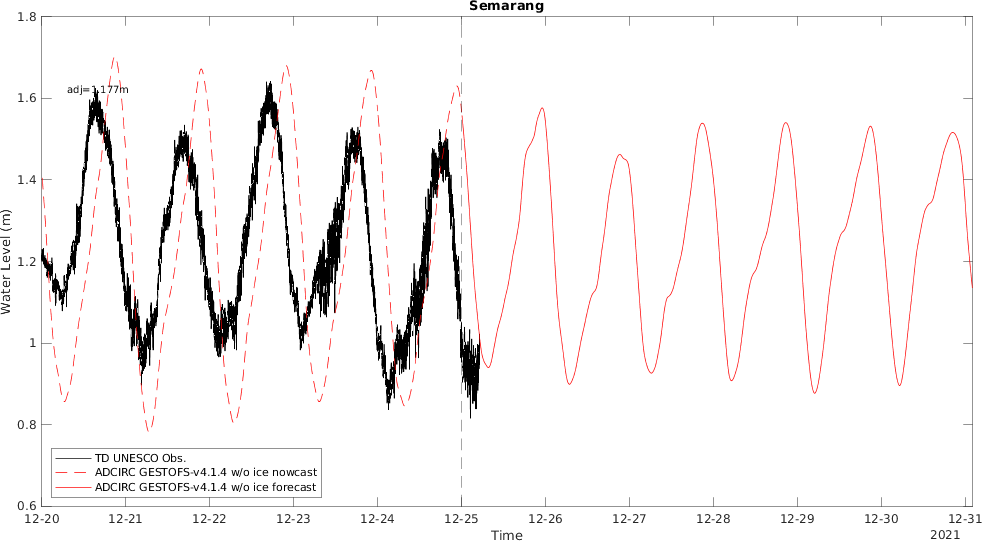 Semarang
1.8
1.6
1.4
1.2
1
0.8
0.6
Water Level (m)
adj=1.177m
TD UNESCO Obs.
ADCIRC GESTOFS-v4.1.4 w/o ice nowcast
ADCIRC GESTOFS-v4.1.4 w/o ice forecast
12-20 12-21 12-22 12-23 12-24 12-25 12-26 12-27 12-28 12-29 12-30 12-31
Time
2021